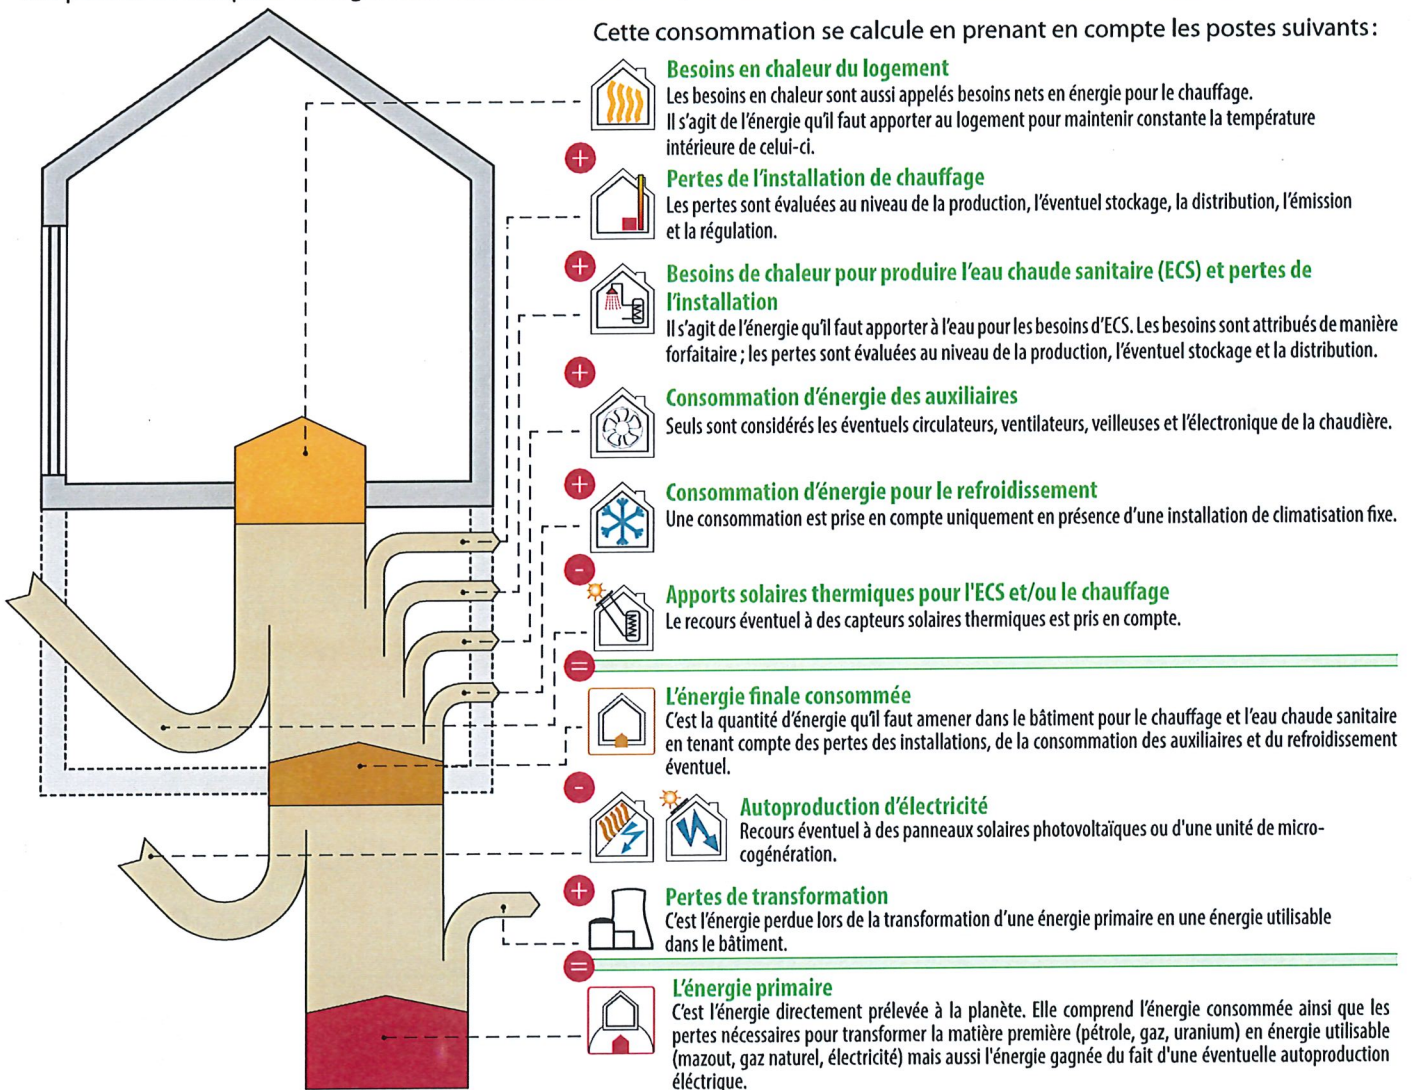 Cette consommation se calcule en prenant en compte les postes suivants :
Besoins en chaleur du logement
Les besoins en chaleur sont aussi appelés besoins nets en énergie pour le chauffage.
Il s'agit de l'énergie qu'il faut apporter au logement pour maintenir constante la température
intérieure de celui-ci.
+
Pertes de l'installation de chauffage
Les pertes sont évaluées au niveau de la production, l'éventuel stockage, la distribution, l'émission
et la régulation.
+
Besoins de chaleur pour produire l'eau chaude sanitaire (ECS) et pertes de
l'installation
Il s'agit de l'énergie qu'il faut apporter à l'eau pour les besoins d'ECS. Les besoins sont attribués de manière
forfaitaire ; les pertes sont évaluées au niveau de la production, l'éventuel stockage et la distribution.
+
Consommation d'énergie des auxiliaires
Seuls sont considérés les éventuels circulateurs, ventilateurs, veilleuses et l'électronique de la chaudière.
+
Consommation d'énergie pour le refroidissement
Une consommation est prise en compte uniquement en présence d'une installation de climatisation fixe.
-
Apports solaires thermiques pour l'ECS et/ou le chauffage
Le recours éventuel à des capteurs solaires thermiques est pris en compte.
=
L'énergie finale consommée
C'est la quantité d'énergie qu'il faut amener dans le bâtiment pour le chauffage et l'eau chaude sanitaire
en tenant compte des pertes des installations, de la consommation des auxiliaires et du refroidissement
éventuel.
-
Autoproduction d'électricité
Recours éventuel à des panneaux solaires photovoltaïques ou d'une unité de micro-
cogénération.
+
Pertes de transformation
C'est l'énergie perdue lors de la transformation d'une énergie primaire en une énergie utilisable
dans le bâtiment.
=
L'énergie primaire
C'est l'énergie directement prélevée à la planète. Elle comprend l'énergie consommée ainsi que les
pertes nécessaires pour transformer la matière première (pétrole, gaz, uranium) en énergie utilisable
(mazout, gaz naturel, électricité) mais aussi l'énergie gagnée du fait d'une éventuelle autoproduction
éléctrique.